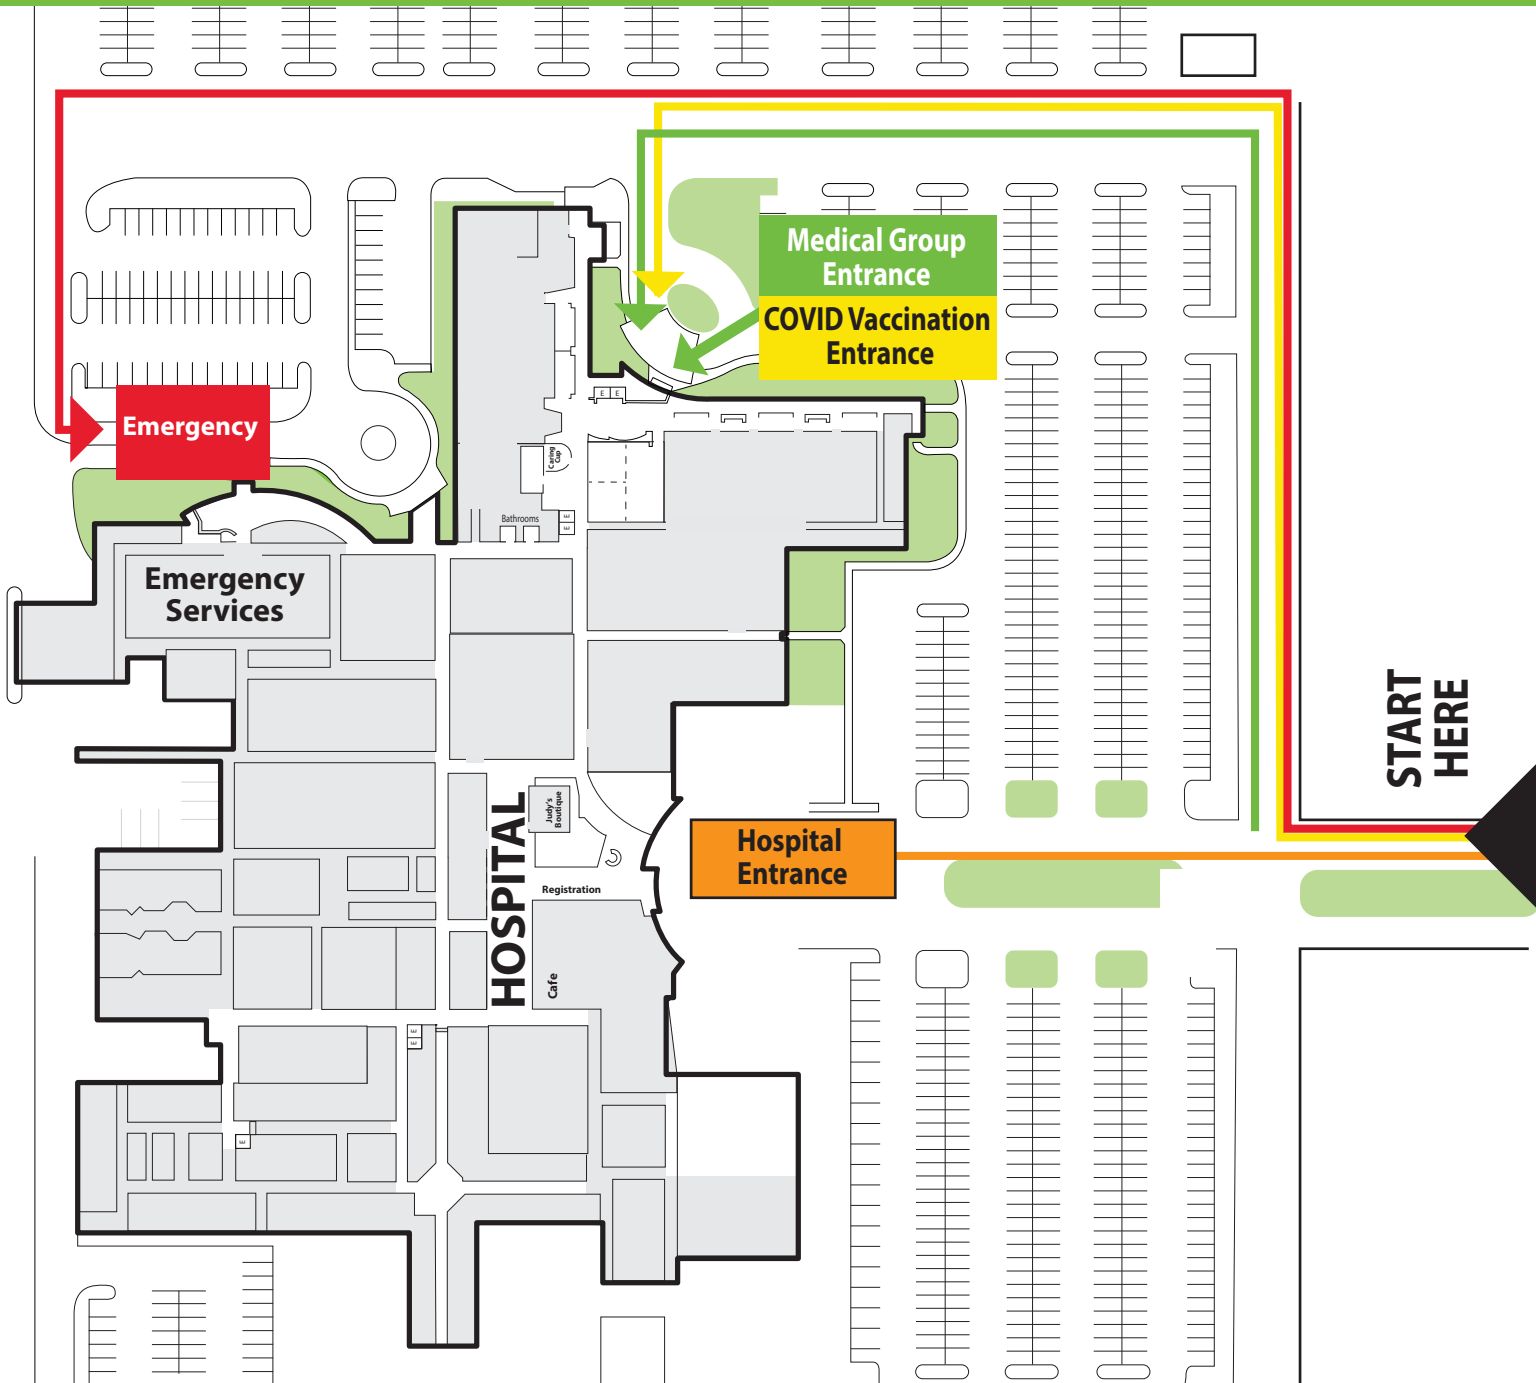 Medical Group
Entrance
COVID Vaccination
Entrance
Emergency
E E
Caring
Cup
Bathrooms
E
E
Emergency
Services
START
HERE
Judy's
Boutique
HOSPITAL
Hospital
Entrance
Registration
Cafe
E
E
E